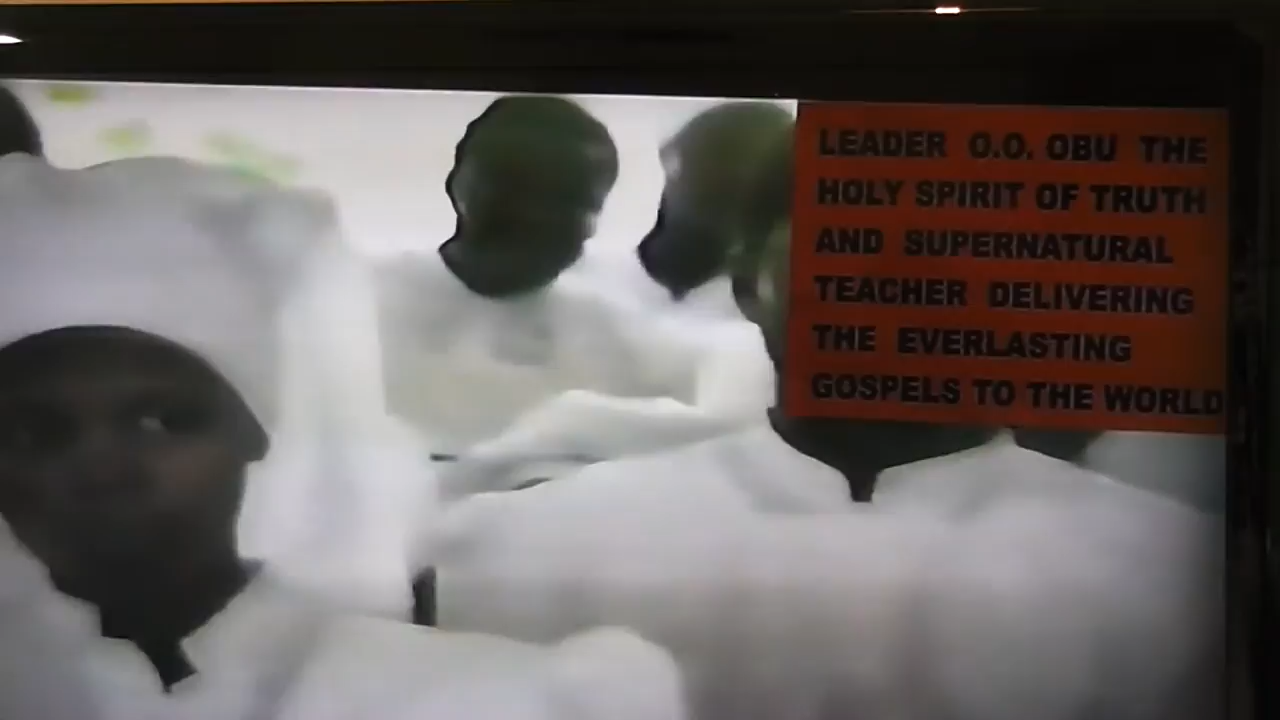 LEADER O.O. OBU THE
HOLY SPIRIT OF TRUTH
AND SUPERNATURAL
TEACHER DELIVERING
THE EVERLASTING
GOSPELS TO THE WORLD